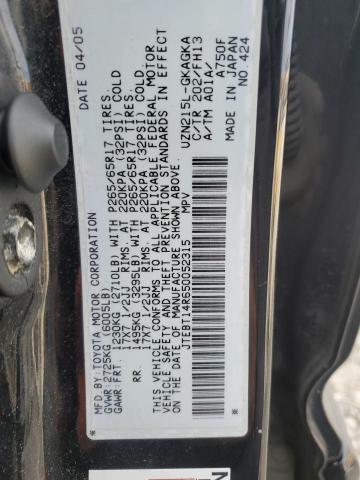 MFD.BY:TOYOTA MOTOR CORPORATION DATE 04/05
GVWR:2725KG (6005LB)
GAWR:FRT. 1230KG (2710LB) WITH P265/65R17 TIRES.
17X7 1/2JJ RIMS. AT 220KPA (32PSI) COLD
RR. 1495KG (3295LB) WITH P265/65R17 TIRES.
17X7 1/2JJ RIMS. AT 220KPA (32PSI) COLD
THIS VEHICLE CONFORMS TO ALL APPLICABLE FEDERAL MOTOR
VEHICLE SAFETY AND THEFT PREVENTION STANDARDS IN EFFECT
ON THE DATE OF MANUFACTURE SHOWN ABOVE.
* JTEBT14R650052315 * MPV
UZN215L-GKAGKA
C/TR 202/FH13
A/TM A01A/ A750F
MADE IN JAPAN
NO.424